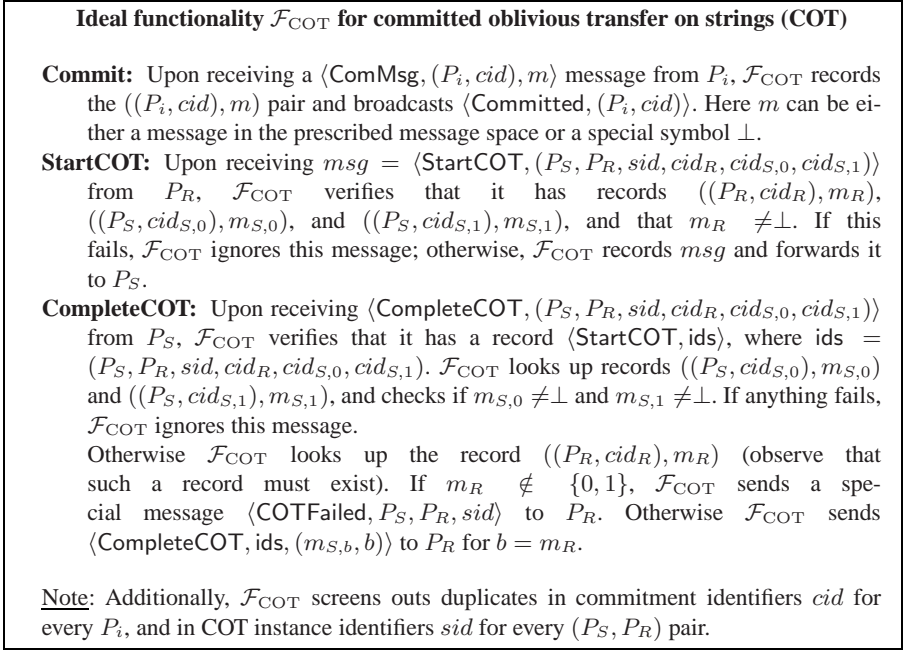 Ideal functionality F_COT for committed oblivious transfer on strings (COT)
Commit: Upon receiving a ⟨ComMsg, (P_i, cid), m⟩ message from P_i, F_COT records
the ((P_i, cid), m) pair and broadcasts ⟨Committed, (P_i, cid)⟩. Here m can be ei-
ther a message in the prescribed message space or a special symbol ⊥.
StartCOT: Upon receiving msg = ⟨StartCOT, (P_S, P_R, sid, cid_R, cid_{S,0}, cid_{S,1})⟩
from P_R, F_COT verifies that it has records ((P_R, cid_R), m_R),
((P_S, cid_{S,0}), m_{S,0}), and ((P_S, cid_{S,1}), m_{S,1}), and that m_R ≠⊥. If this
fails, F_COT ignores this message; otherwise, F_COT records msg and forwards it
to P_S.
CompleteCOT: Upon receiving ⟨CompleteCOT, (P_S, P_R, sid, cid_R, cid_{S,0}, cid_{S,1})⟩
from P_S, F_COT verifies that it has a record ⟨StartCOT, ids⟩, where ids =
(P_S, P_R, sid, cid_R, cid_{S,0}, cid_{S,1}). F_COT looks up records ((P_S, cid_{S,0}), m_{S,0})
and ((P_S, cid_{S,1}), m_{S,1}), and checks if m_{S,0} ≠⊥ and m_{S,1} ≠⊥. If anything fails,
F_COT ignores this message.
Otherwise F_COT looks up the record ((P_R, cid_R), m_R) (observe that
such a record must exist). If m_R ∉ {0, 1}, F_COT sends a spe-
cial message ⟨COTFailed, P_S, P_R, sid⟩ to P_R. Otherwise F_COT sends
⟨CompleteCOT, ids, (m_{S,b}, b)⟩ to P_R for b = m_R.
Note: Additionally, F_COT screens outs duplicates in commitment identifiers cid for
every P_i, and in COT instance identifiers sid for every (P_S, P_R) pair.